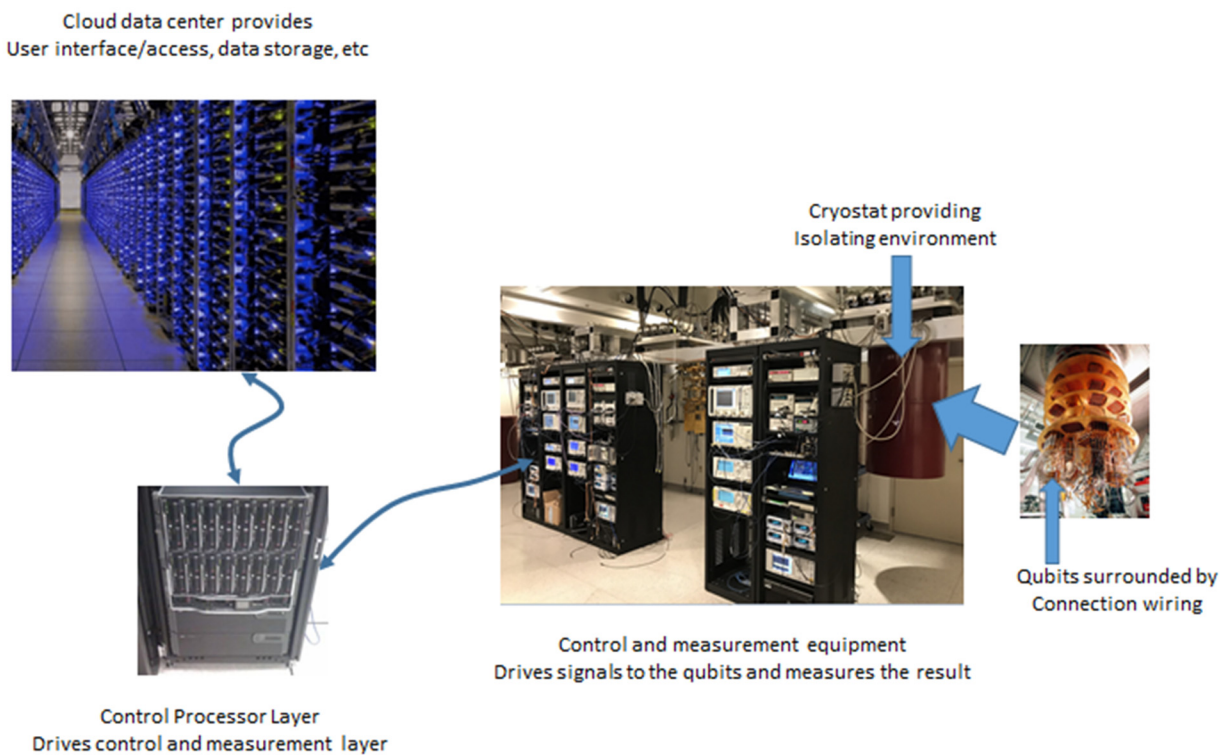 Cloud data center provides
User interface/access, data storage, etc
Cryostat providing
Isolating environment
Qubits surrounded by
Connection wiring
Control and measurement equipment
Drives signals to the qubits and measures the result
Control Processor Layer
Drives control and measurement layer